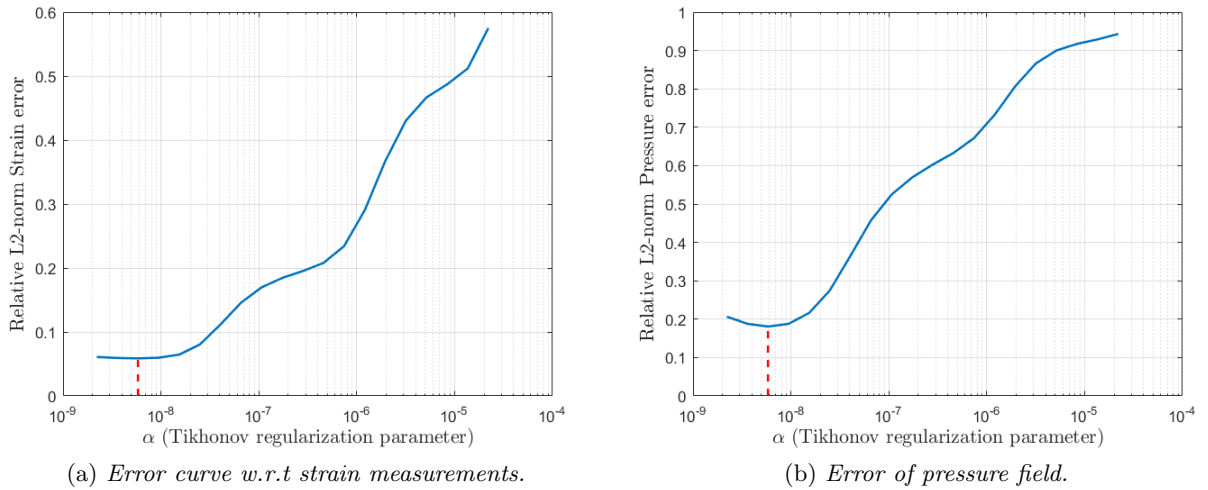 0.6
0.5
0.4
0.3
0.2
0.1
0
Relative L2-norm Strain error
10⁻⁹ 10⁻⁸ 10⁻⁷ 10⁻⁶ 10⁻⁵ 10⁻⁴
α (Tikhonov regularization parameter)
(a) Error curve w.r.t strain measurements.
1
0.9
0.8
0.7
0.6
0.5
0.4
0.3
0.2
0.1
0
Relative L2-norm Pressure error
10⁻⁹ 10⁻⁸ 10⁻⁷ 10⁻⁶ 10⁻⁵ 10⁻⁴
α (Tikhonov regularization parameter)
(b) Error of pressure field.